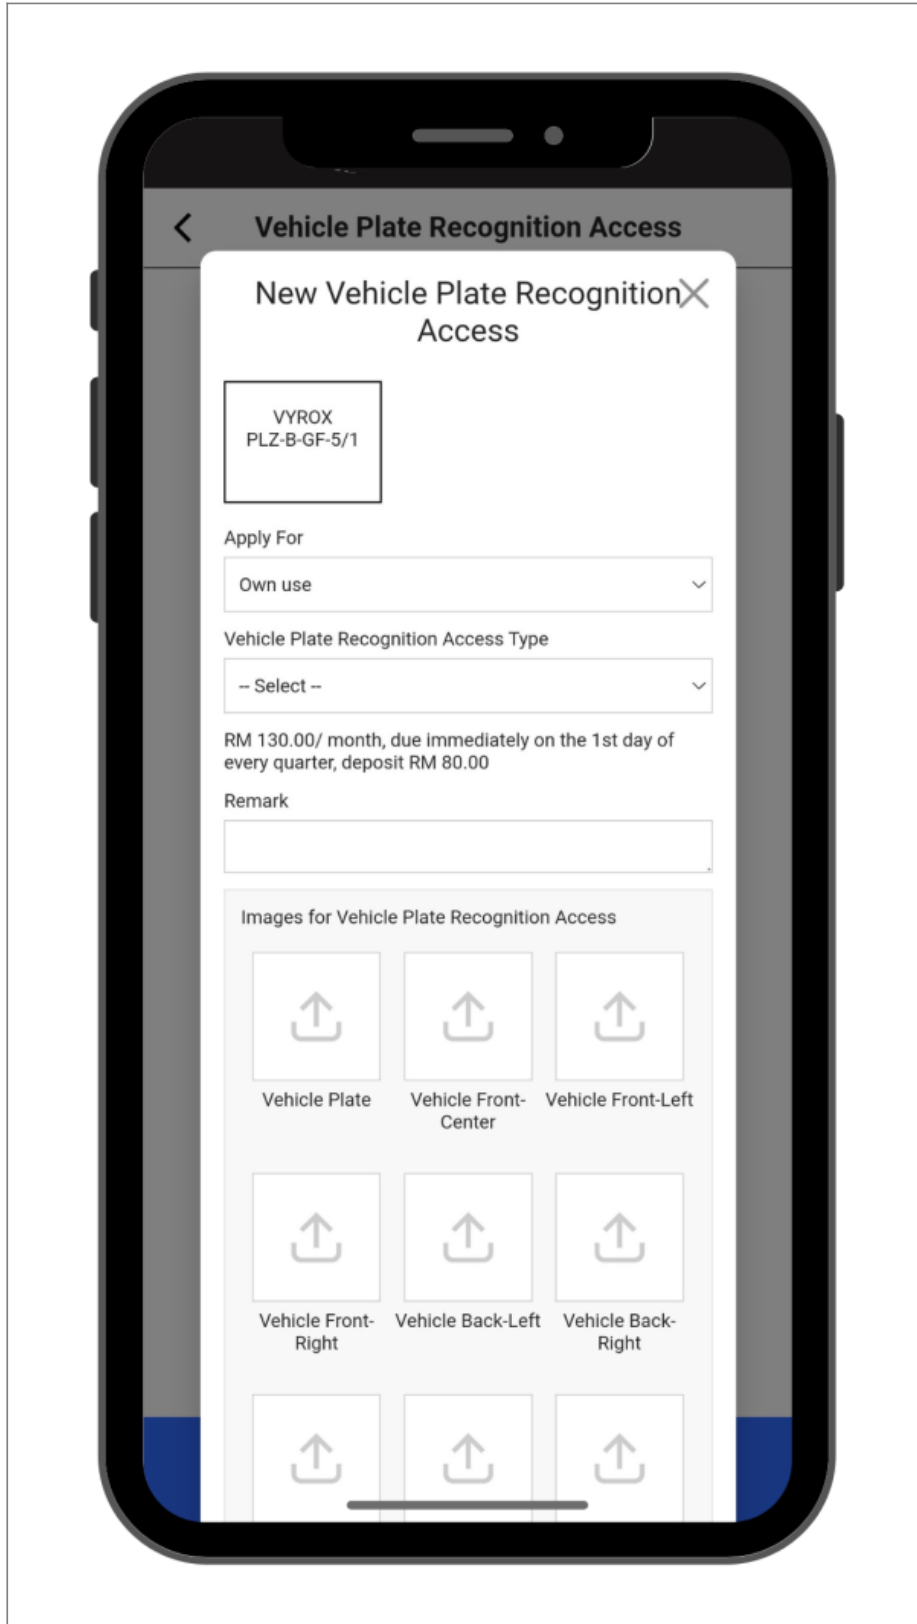 Vehicle Plate Recognition Access
New Vehicle Plate Recognition
Access
VYROX
PLZ-B-GF-5/1
Apply For
Own use
Vehicle Plate Recognition Access Type
-- Select --
RM 130.00/ month, due immediately on the 1st day of
every quarter, deposit RM 80.00
Remark
Images for Vehicle Plate Recognition Access
Vehicle Plate
Vehicle Front-
Center
Vehicle Front-Left
Vehicle Front-
Right
Vehicle Back-Left
Vehicle Back-
Right